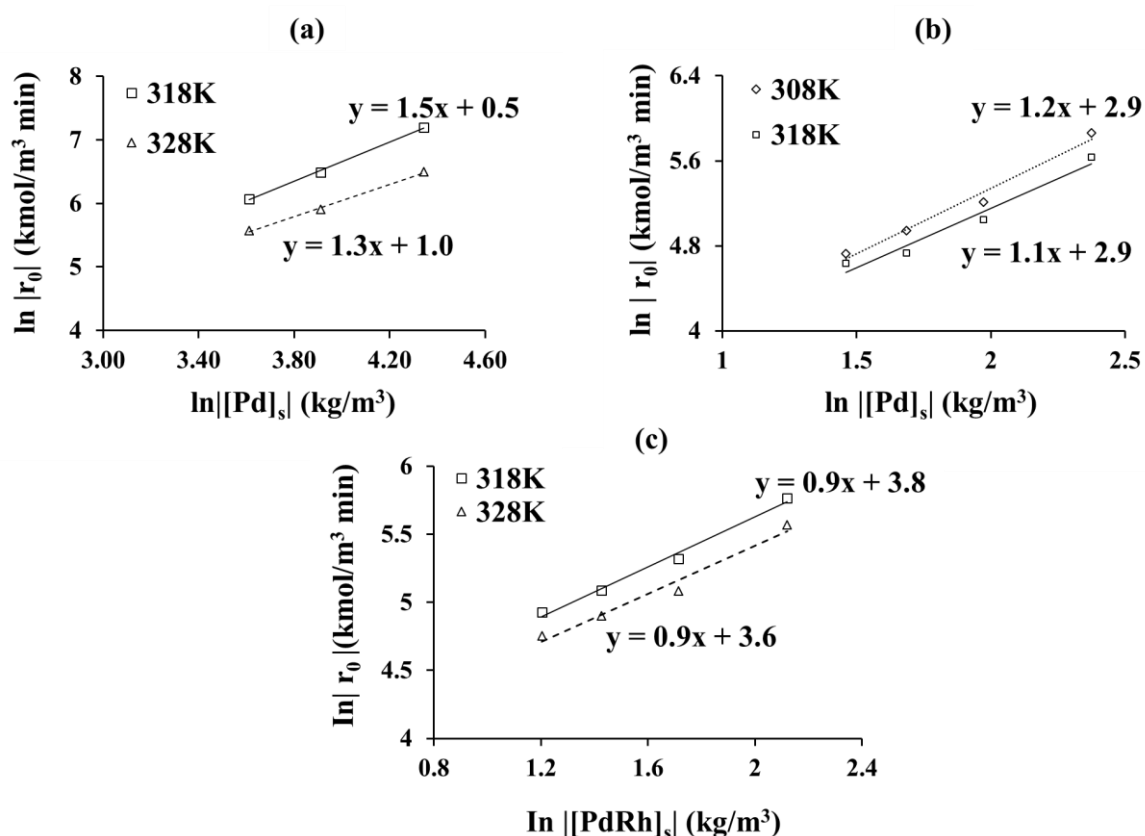 (a)
ln |r₀| (kmol/m³ min)
8
7
6
5
4
318K
328K
y = 1.5x + 0.5
y = 1.3x + 1.0
3.00 3.40 3.80 4.20 4.60
ln|[Pd]ₛ| (kg/m³)
(b)
ln | r₀| (kmol/m³ min)
6.4
5.6
4.8
4
308K
318K
y = 1.2x + 2.9
y = 1.1x + 2.9
1 1.5 2 2.5
ln |[Pd]ₛ| (kg/m³)
(c)
In| r₀ |(kmol/m³ min)
6
5.5
5
4.5
4
318K
328K
y = 0.9x + 3.8
y = 0.9x + 3.6
0.8 1.2 1.6 2 2.4
In |[PdRh]ₛ| (kg/m³)